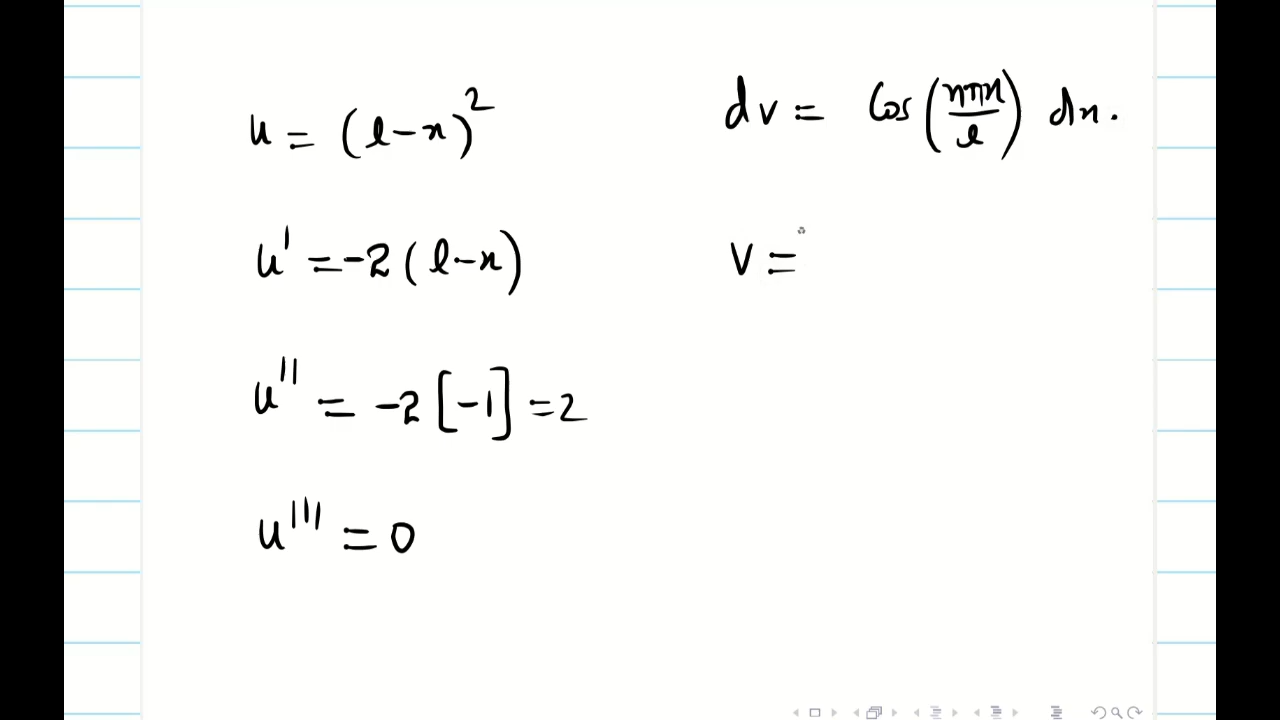 u = (l-x)²
dv = cos(nπx/l) dx.
u' = -2(l-x)
v =
u'' = -2[-1] = 2
u''' = 0